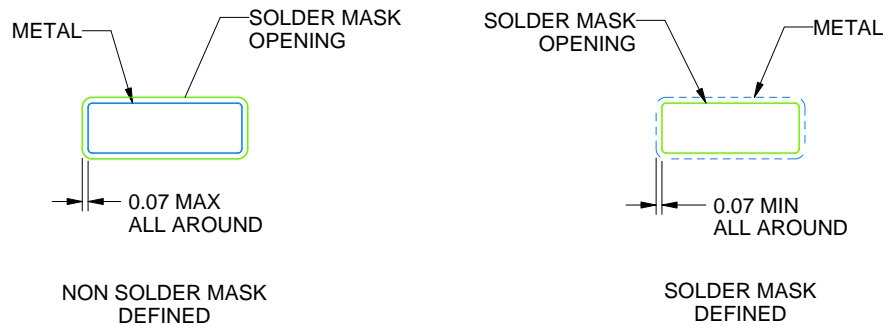 METAL
SOLDER MASK
OPENING
0.07 MAX
ALL AROUND
NON SOLDER MASK
DEFINED
SOLDER MASK
OPENING
METAL
0.07 MIN
ALL AROUND
SOLDER MASK
DEFINED